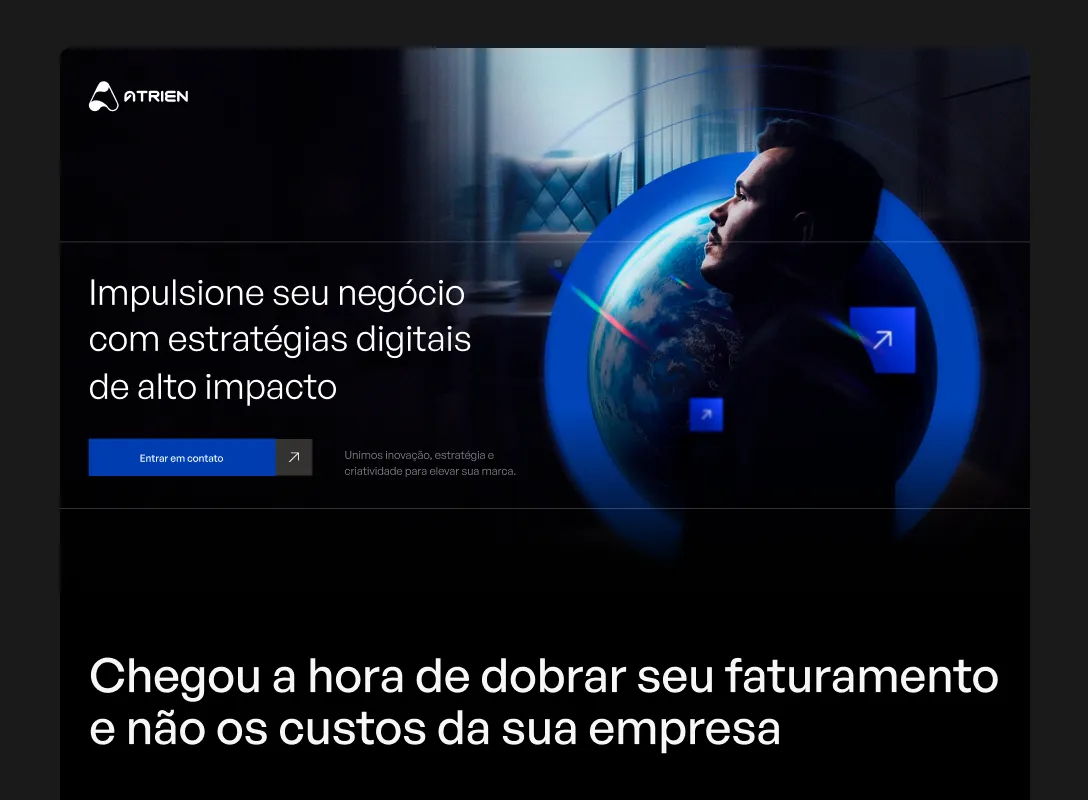 ATRIEN
Impulsione seu negócio
com estratégias digitais
de alto impacto
Entrar em contato
Unimos inovação, estratégia e
criatividade para elevar sua marca.
Chegou a hora de dobrar seu faturamento
e não os custos da sua empresa